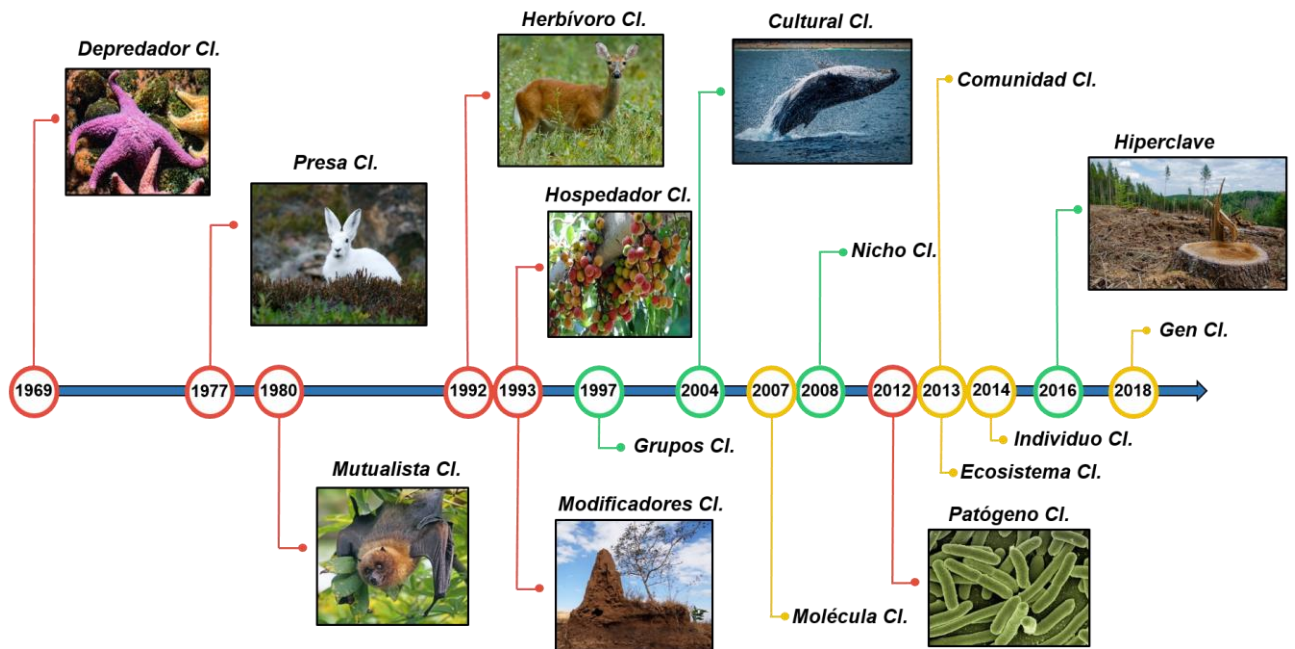 Depredador Cl.
Presa Cl.
Herbívoro Cl.
Hospedador Cl.
Cultural Cl.
Nicho Cl.
Comunidad Cl.
Hiperclave
Gen Cl.
1969
1977
1980
1992
1993
1997
2004
2007
2008
2012
2013
2014
2016
2018
Mutualista Cl.
Grupos Cl.
Modificadores Cl.
Molécula Cl.
Individuo Cl.
Ecosistema Cl.
Patógeno Cl.